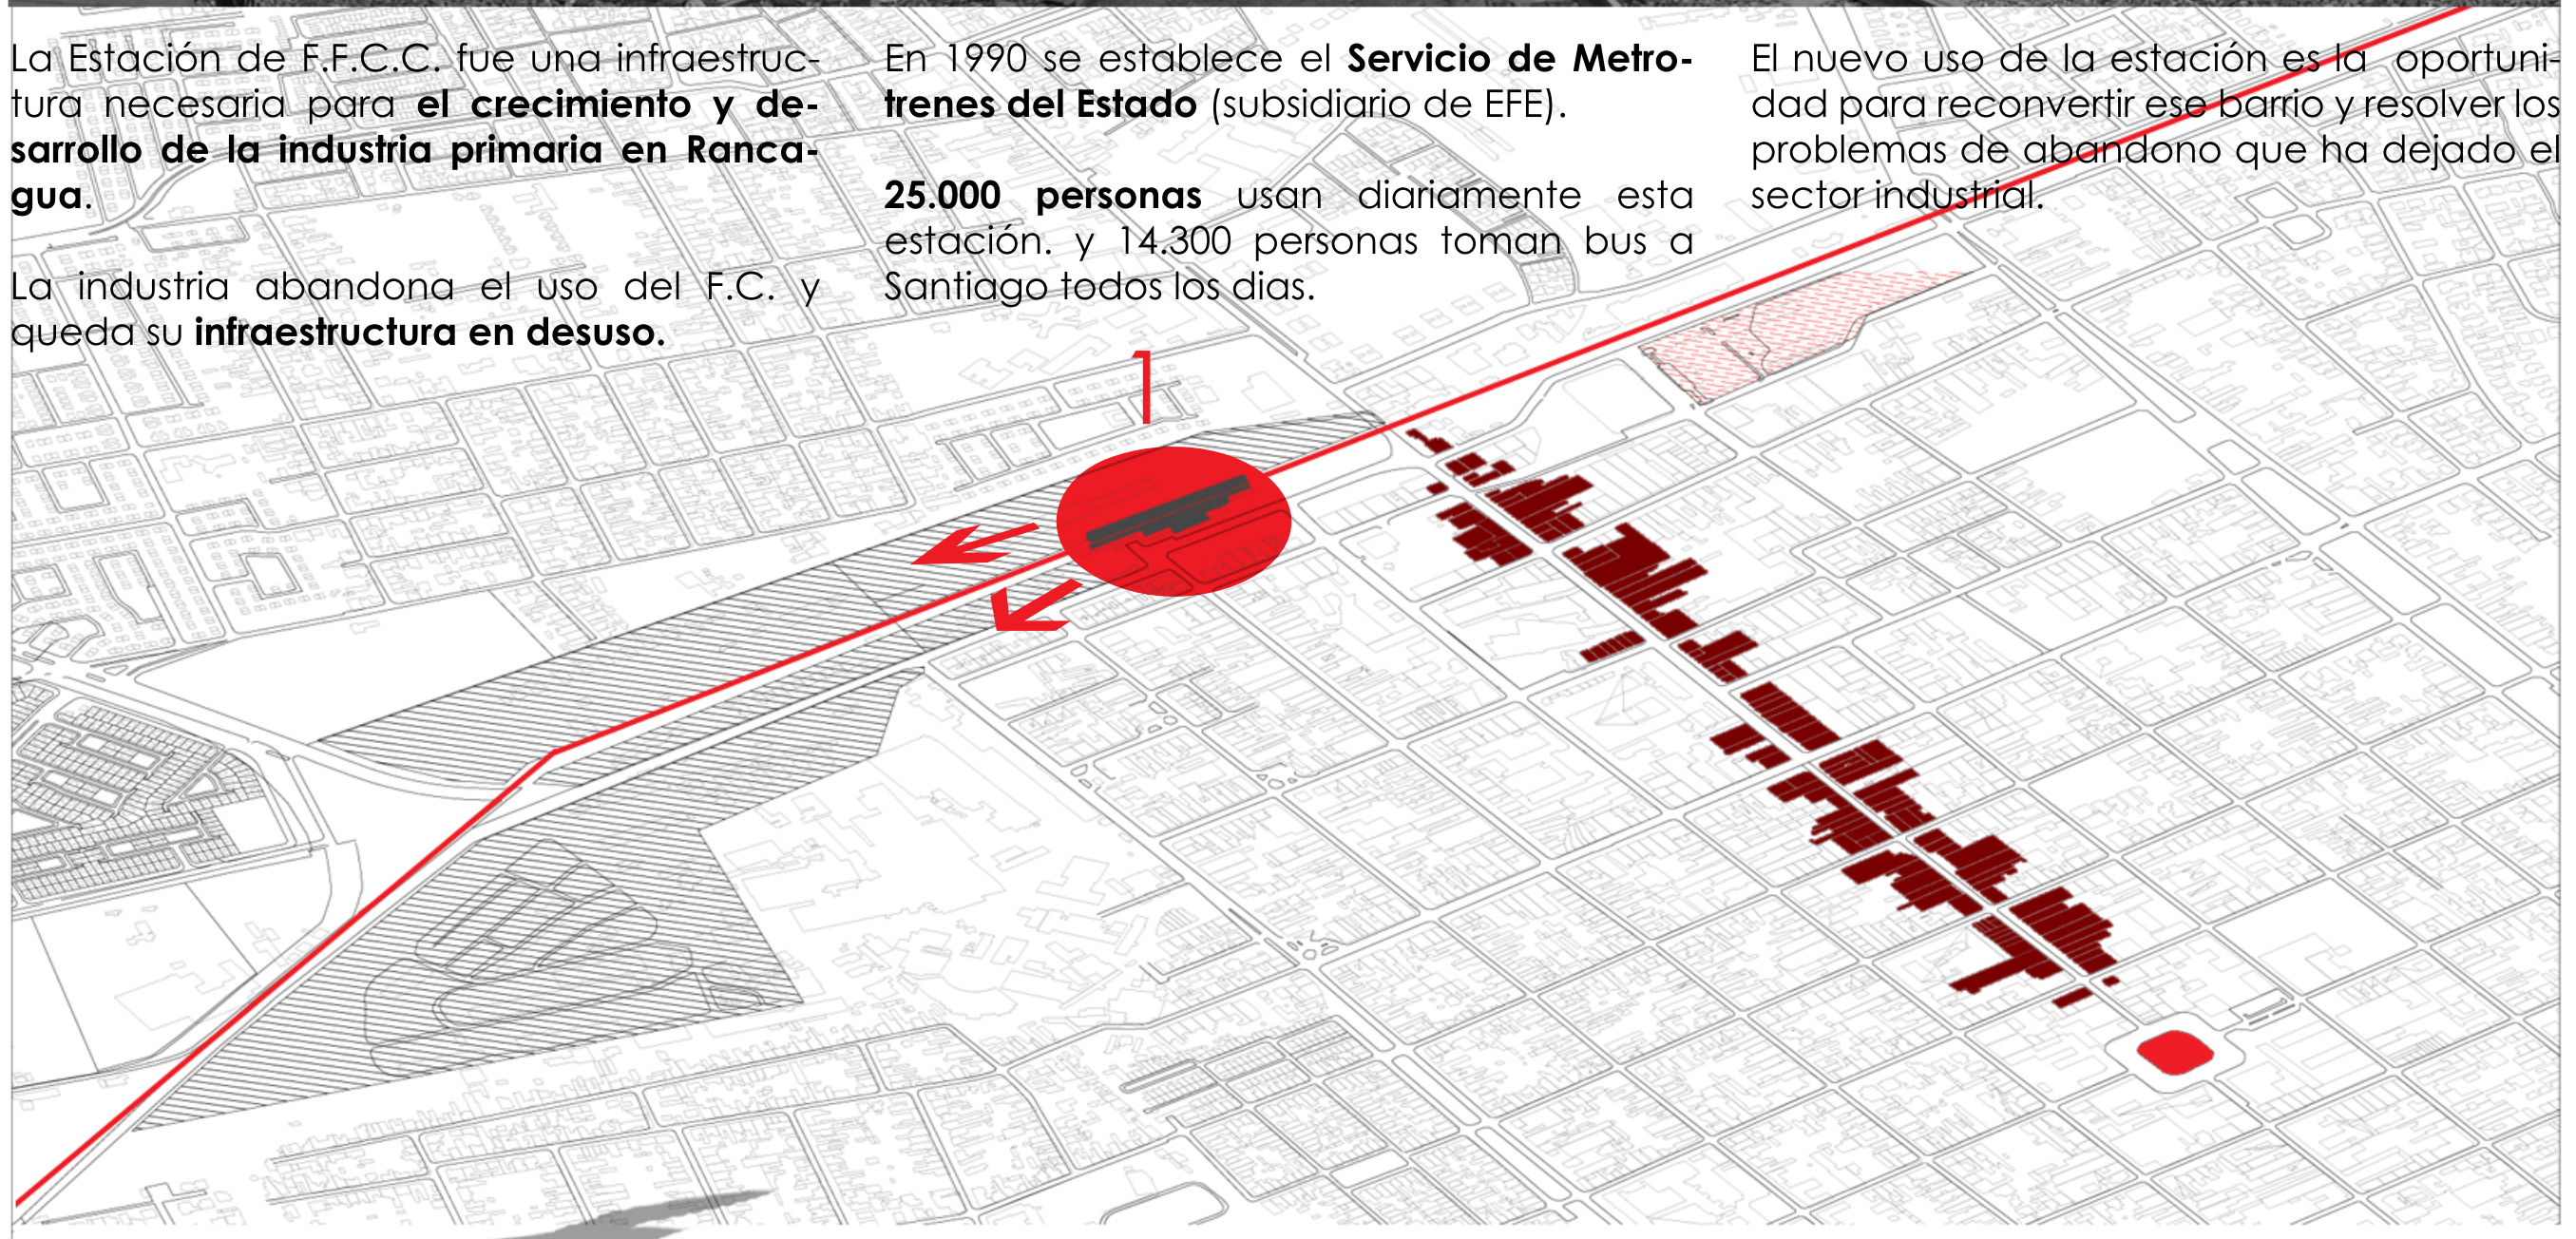 La Estación de F.F.C.C. fue una infraestruc-
tura necesaria para el crecimiento y de-
sarrollo de la industria primaria en Ranca-
gua.
La industria abandona el uso del F.C. y
queda su infraestructura en desuso.
En 1990 se establece el Servicio de Metro-
trenes del Estado (subsidiario de EFE).
25.000 personas usan diariamente esta
estación. y 14.300 personas toman bus a
Santiago todos los dias.
El nuevo uso de la estación es la oportuni-
dad para reconvertir ese barrio y resolver los
problemas de abandono que ha dejado el
sector industrial.
1